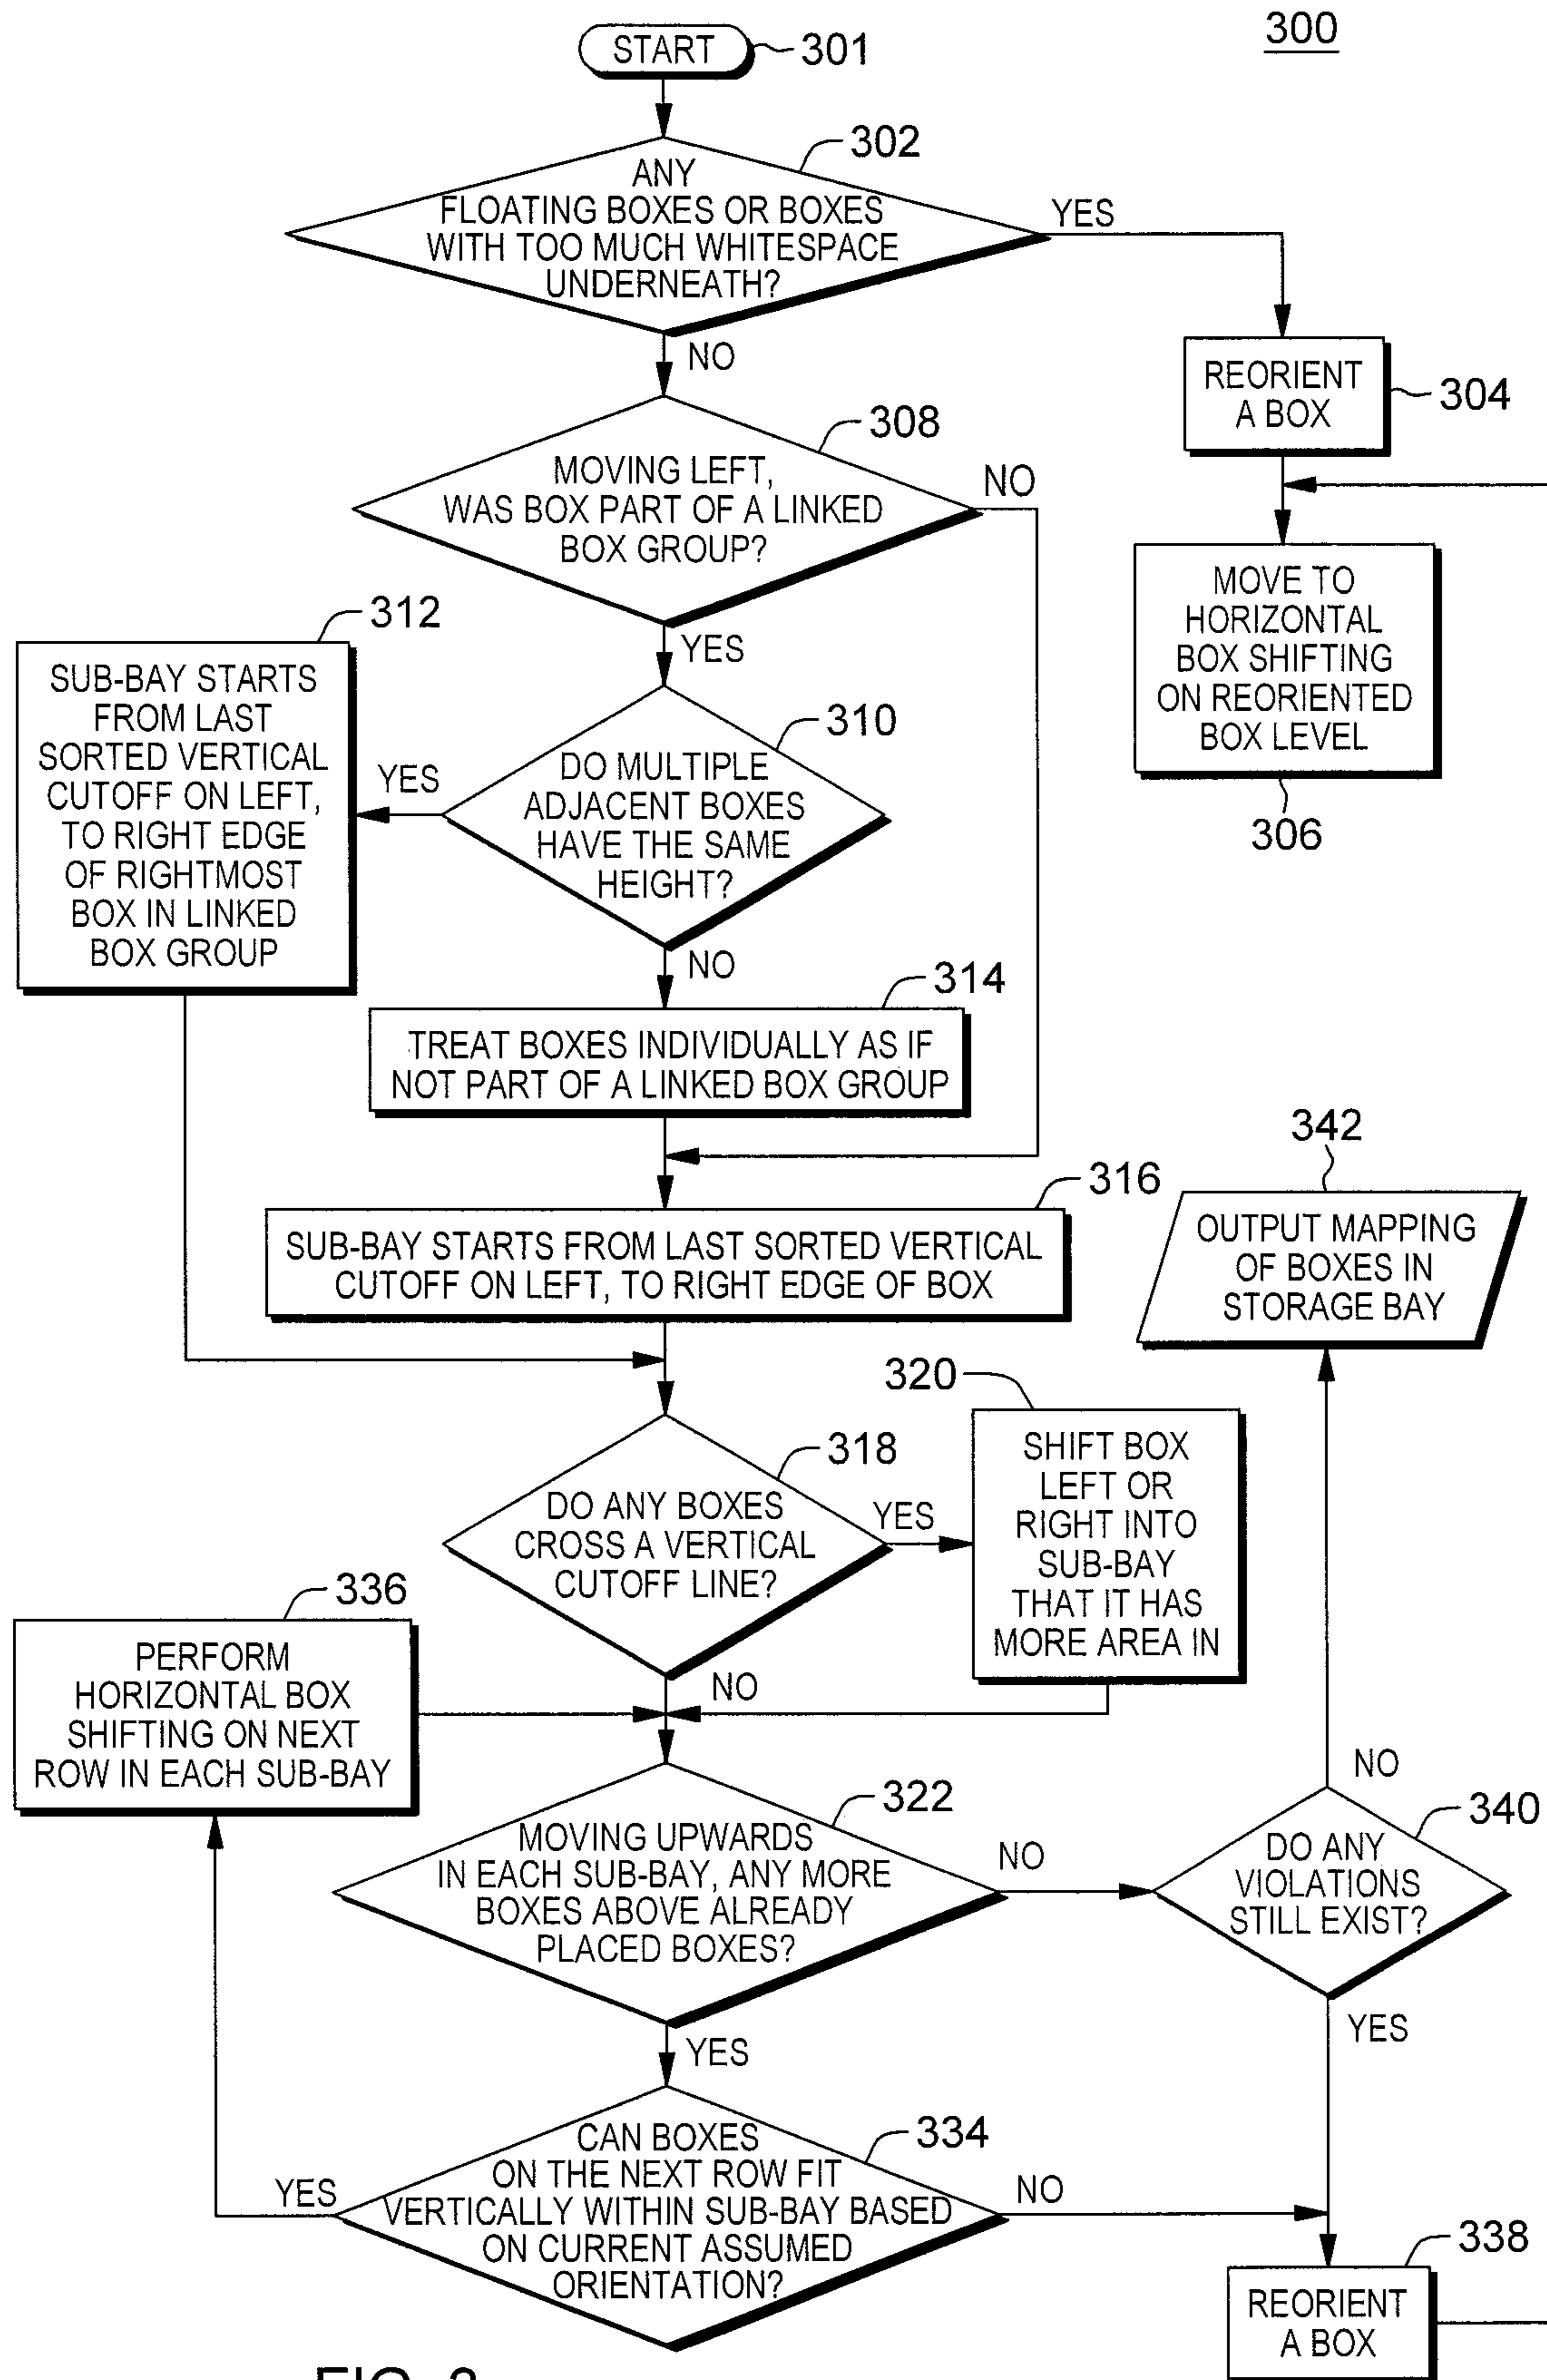 300
START
301
302
ANY
FLOATING BOXES OR BOXES
WITH TOO MUCH WHITESPACE
UNDERNEATH?
YES
NO
REORIENT
A BOX
304
308
MOVING LEFT,
WAS BOX PART OF A LINKED
BOX GROUP?
NO
YES
MOVE TO
HORIZONTAL
BOX SHIFTING
ON REORIENTED
BOX LEVEL
306
312
SUB-BAY STARTS
FROM LAST
SORTED VERTICAL
CUTOFF ON LEFT,
TO RIGHT EDGE
OF RIGHTMOST
BOX IN LINKED
BOX GROUP
310
DO MULTIPLE
ADJACENT BOXES
HAVE THE SAME
HEIGHT?
YES
NO
314
TREAT BOXES INDIVIDUALLY AS IF
NOT PART OF A LINKED BOX GROUP
316
SUB-BAY STARTS FROM LAST SORTED VERTICAL
CUTOFF ON LEFT, TO RIGHT EDGE OF BOX
342
OUTPUT MAPPING
OF BOXES IN
STORAGE BAY
318
DO ANY BOXES
CROSS A VERTICAL
CUTOFF LINE?
YES
NO
320
SHIFT BOX
LEFT OR
RIGHT INTO
SUB-BAY
THAT IT HAS
MORE AREA IN
336
PERFORM
HORIZONTAL BOX
SHIFTING ON NEXT
ROW IN EACH SUB-BAY
322
MOVING UPWARDS
IN EACH SUB-BAY, ANY MORE
BOXES ABOVE ALREADY
PLACED BOXES?
NO
YES
NO
340
DO ANY
VIOLATIONS
STILL EXIST?
YES
334
CAN BOXES
ON THE NEXT ROW FIT
VERTICALLY WITHIN SUB-BAY BASED
ON CURRENT ASSUMED
ORIENTATION?
YES
NO
338
REORIENT
A BOX